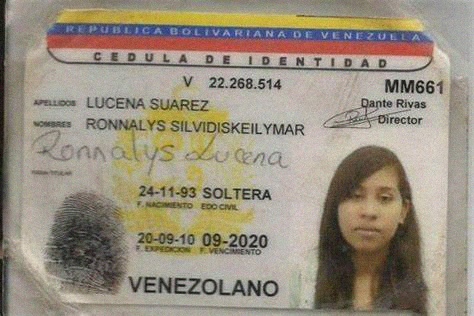 REPUBLICA BOLIVARIANA DE VENEZUELA
CEDULA DE IDENTIDAD
V 22.268.514 MM661
APELLIDOS LUCENA SUAREZ Dante Rivas
NOMBRES RONNALYS SILVIDISKEILYMAR Director
Ronnalys Lucena
TITULAR
24-11-93 SOLTERA
F. NACIMIENTO EDO CIVIL
20-09-10 09-2020
F. EXPEDICION F. VENCIMIENTO
VENEZOLANO